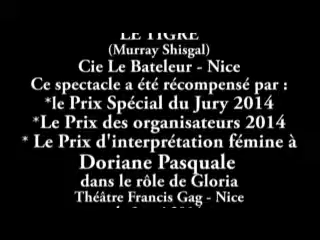 LE TIGRE
(Murray Shisgal)
Cie Le Bateleur - Nice
Ce spectacle a été récompensé par :
*le Prix Spécial du Jury 2014
*Le Prix des organisateurs 2014
* Le Prix d'interprétation fémine à
Doriane Pasquale
dans le rôle de Gloria
Théâtre Francis Gag - Nice